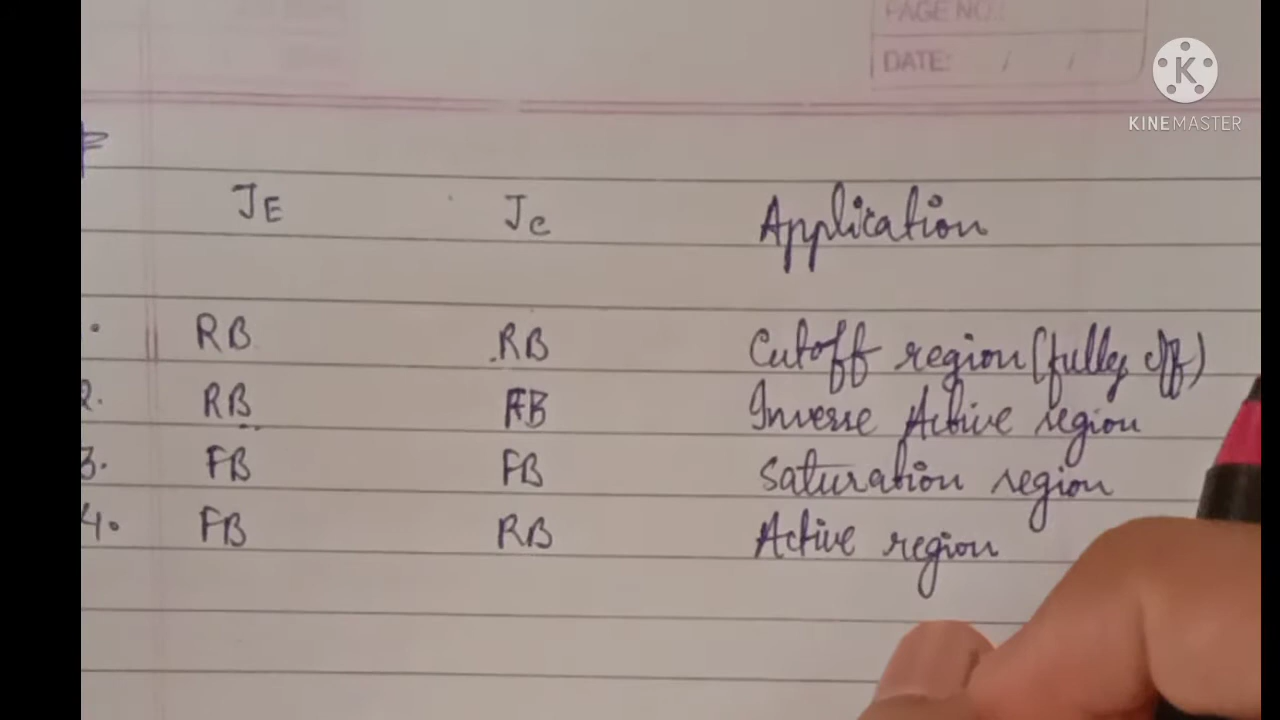 PAGE NO.:
DATE: / /
KINEMASTER
JE JC Application
. RB RB Cutoff region (fully off)
2. RB FB Inverse Active region
3. FB FB Saturation region
4. FB RB Active region